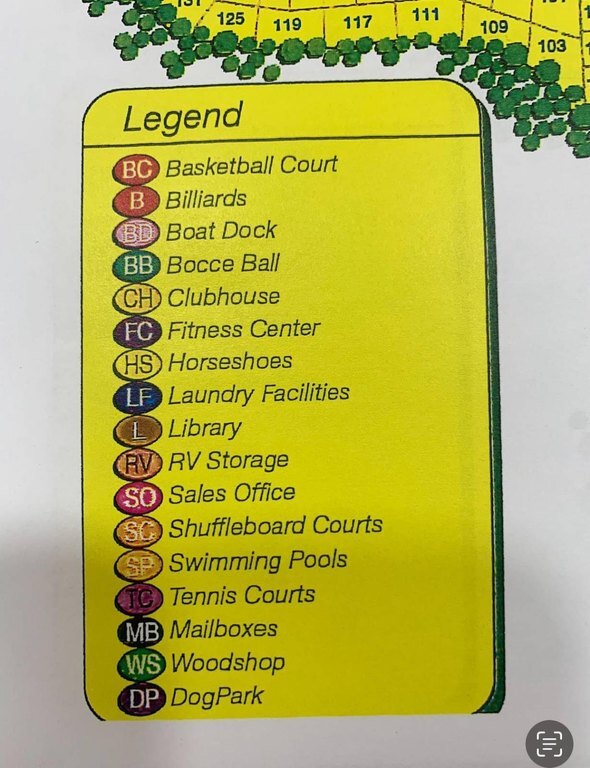 131 125 119 117 111 109 103
Legend
BC Basketball Court
B Billiards
BD Boat Dock
BB Bocce Ball
CH Clubhouse
FC Fitness Center
HS Horseshoes
LF Laundry Facilities
L Library
RV RV Storage
SO Sales Office
SC Shuffleboard Courts
SP Swimming Pools
TC Tennis Courts
MB Mailboxes
WS Woodshop
DP DogPark